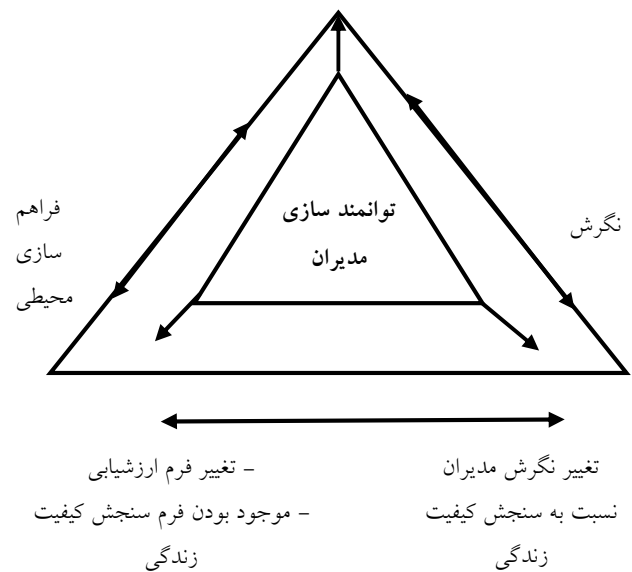 توانمند سازی
مدیران
نگرش
فراهم
سازی
محیطی
تغییر نگرش مدیران
نسبت به سنجش کیفیت
زندگی
- تغییر فرم ارزشیابی
- موجود بودن فرم سنجش کیفیت
زندگی